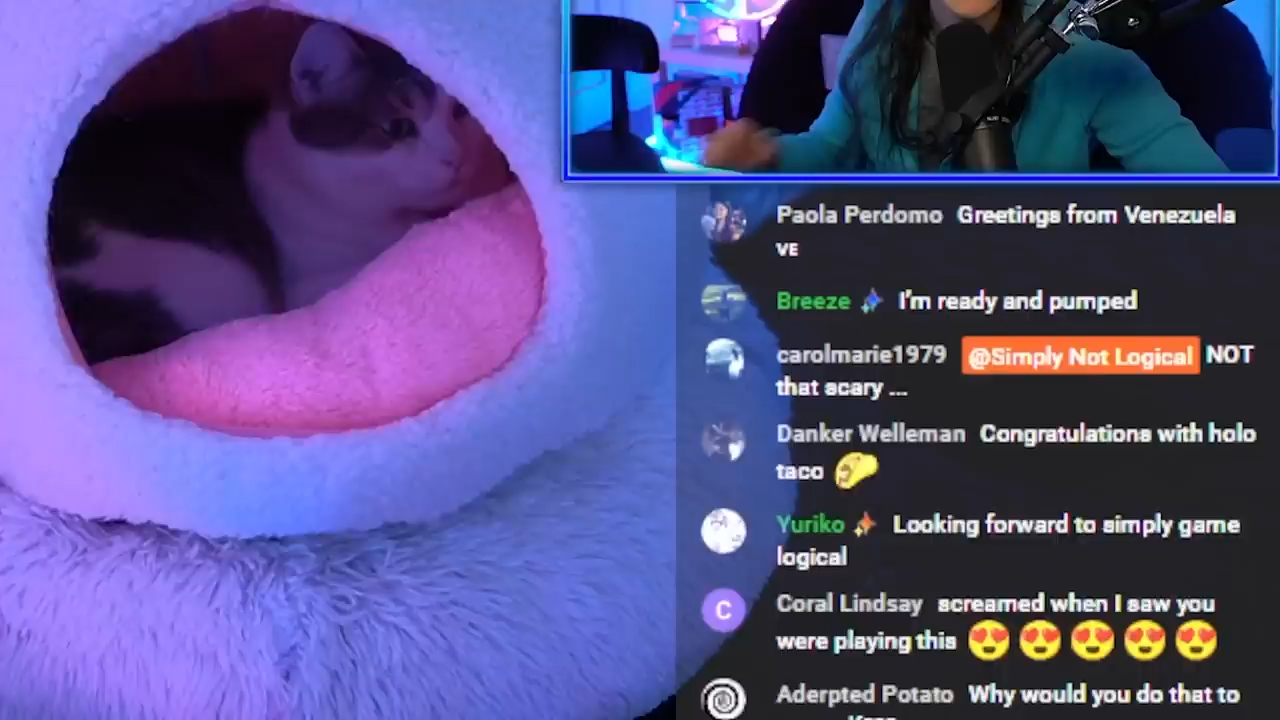 Paola Perdomo Greetings from Venezuela
VE
Breeze I'm ready and pumped
carolmarie1979 @Simply Not Logical NOT
that scary ...
Danker Welleman Congratulations with holo
taco
Yuriko Looking forward to simply game
logical
C
Coral Lindsay screamed when I saw you
were playing this
Aderpted Potato Why would you do that to